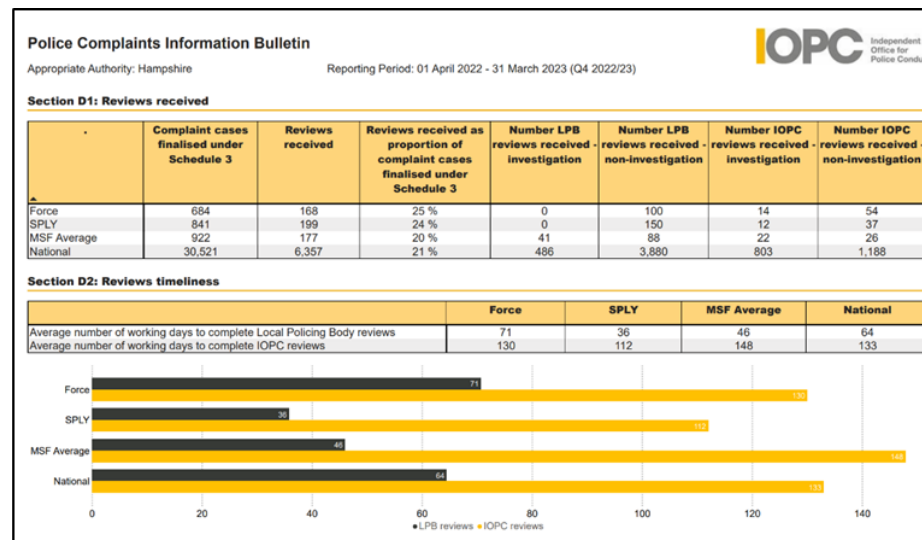 Police Complaints Information Bulletin
IOPC
Independent
Office for
Police Condu
Appropriate Authority: Hampshire Reporting Period: 01 April 2022 - 31 March 2023 (Q4 2022/23)
Section D1: Reviews received
. Complaint cases finalised under Schedule 3 Reviews received Reviews received as proportion of complaint cases finalised under Schedule 3 Number LPB reviews received - investigation Number LPB reviews received - non-investigation Number IOPC reviews received - investigation Number IOPC reviews received - non-investigation
Force 684 168 25 % 0 100 14 54
SPLY 841 199 24 % 0 150 12 37
MSF Average 922 177 20 % 41 88 22 26
National 30,521 6,357 21 % 486 3,880 803 1,188
Section D2: Reviews timeliness
Force SPLY MSF Average National
Average number of working days to complete Local Policing Body reviews 71 36 46 64
Average number of working days to complete IOPC reviews 130 112 148 133
Force 71 130
SPLY 36 112
MSF Average 46 148
National 64 133
0 20 40 60 80 100 120 140
LPB reviews IOPC reviews